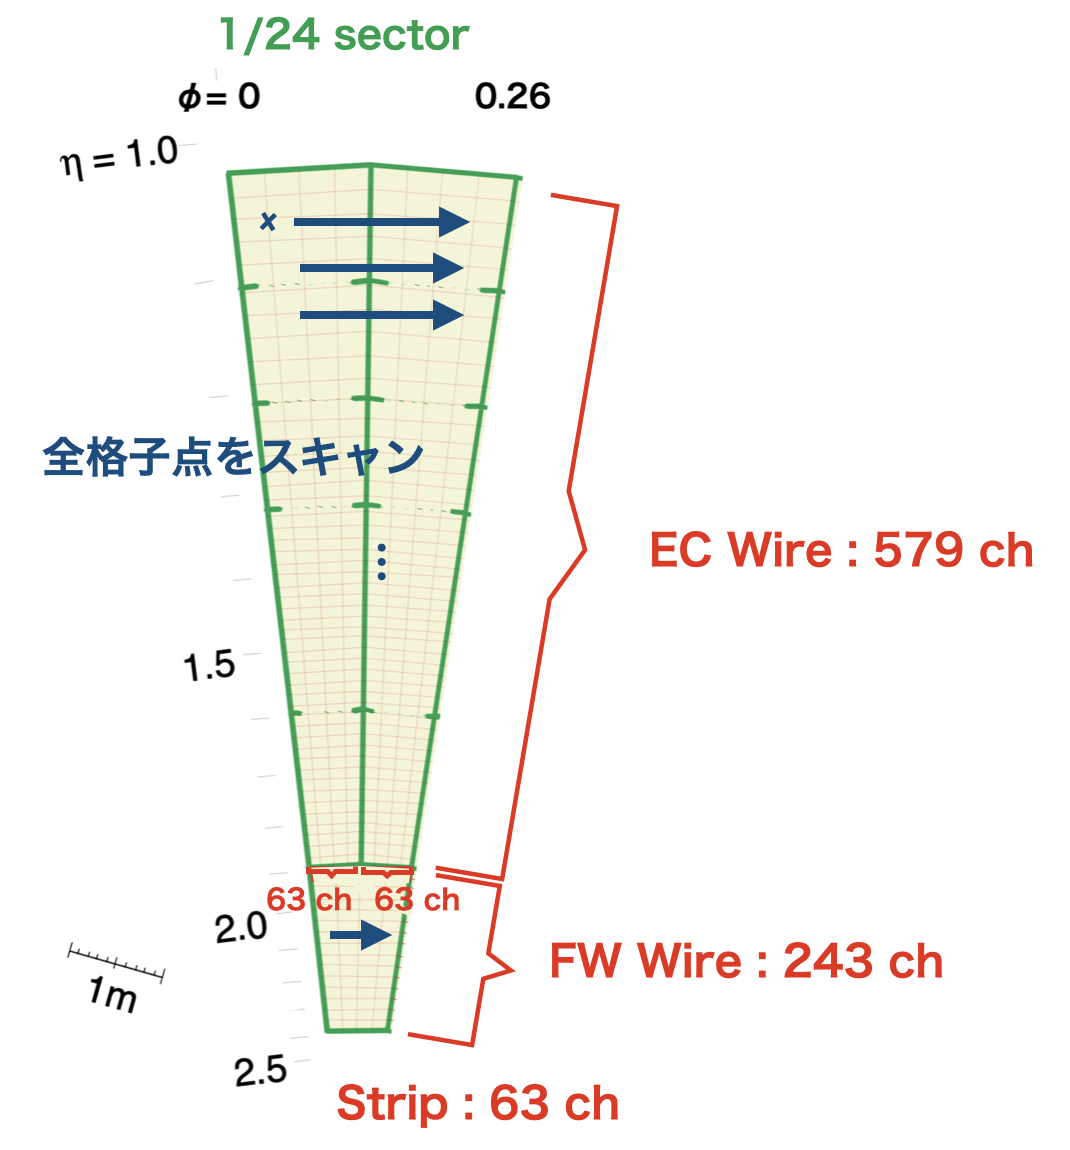 1/24 sector
ϕ = 0 0.26
η = 1.0
全格子点をスキャン
EC Wire : 579 ch
1.5
63 ch 63 ch
2.0
FW Wire : 243 ch
1m
2.5
Strip : 63 ch